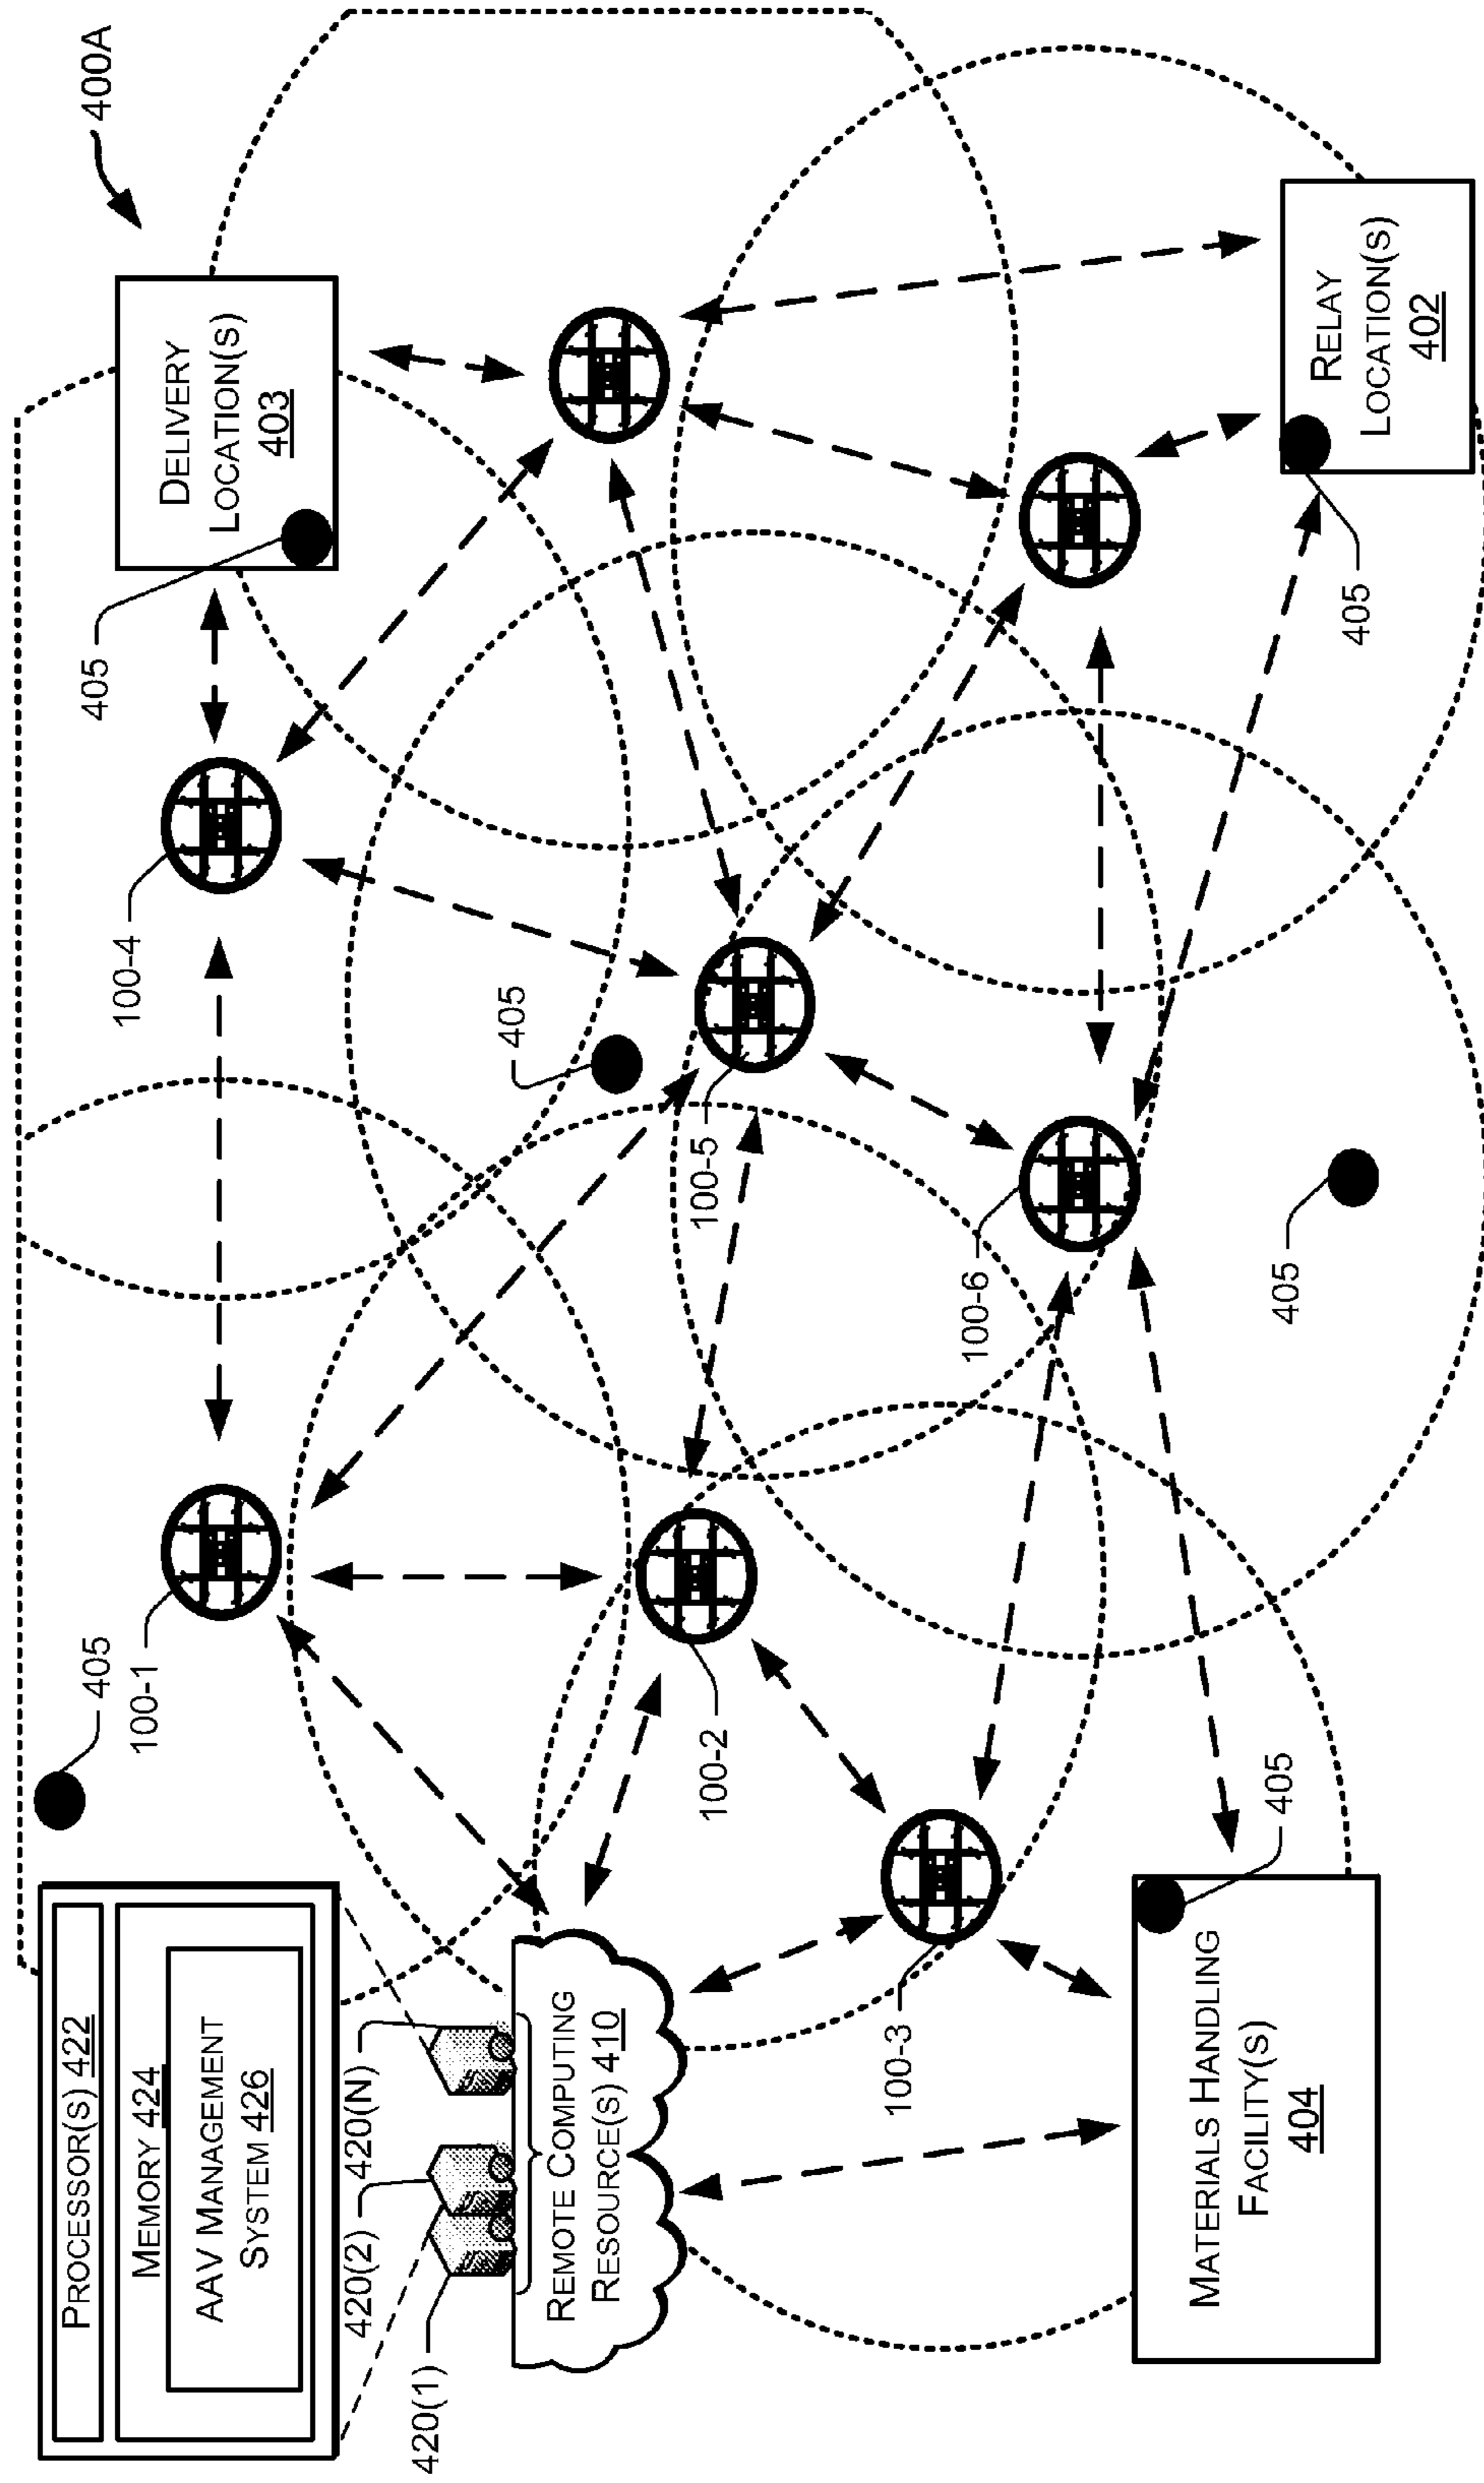 400A
PROCESSOR(S) 422
MEMORY 424
AAV MANAGEMENT
SYSTEM 426
420(1)
420(2)
420(N)
REMOTE COMPUTING
RESOURCE(S) 410
MATERIALS HANDLING
FACILITY(S)
404
405
405
100-1
100-2
100-3
100-4
405
100-5
100-6
405
405
DELIVERY
LOCATION(S)
403
RELAY
LOCATION(S)
402
405